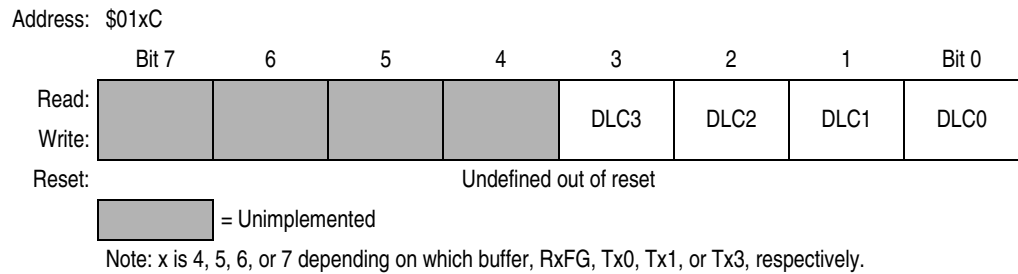 Address: $01xC
Bit 7 6 5 4 3 2 1 Bit 0
Read:
DLC3 DLC2 DLC1 DLC0
Write:
Reset: Undefined out of reset
= Unimplemented
Note: x is 4, 5, 6, or 7 depending on which buffer, RxFG, Tx0, Tx1, or Tx3, respectively.